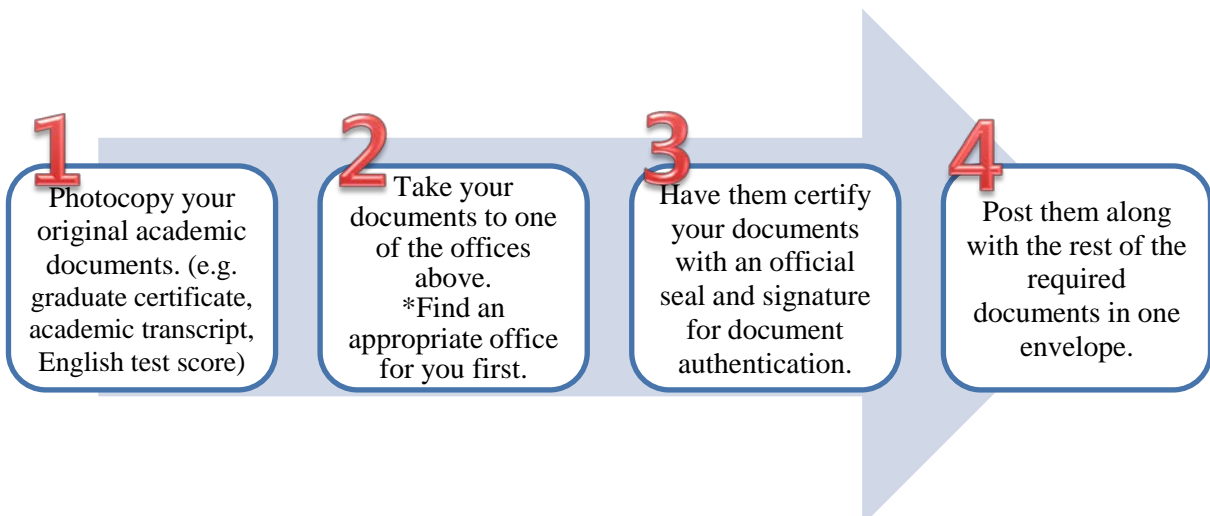 1
Photocopy your
original academic
documents. (e.g.
graduate certificate,
academic transcript,
English test score)
2
Take your
documents to one
of the offices
above.
*Find an
appropriate office
for you first.
3
Have them certify
your documents
with an official
seal and signature
for document
authentication.
4
Post them along
with the rest of the
required
documents in one
envelope.